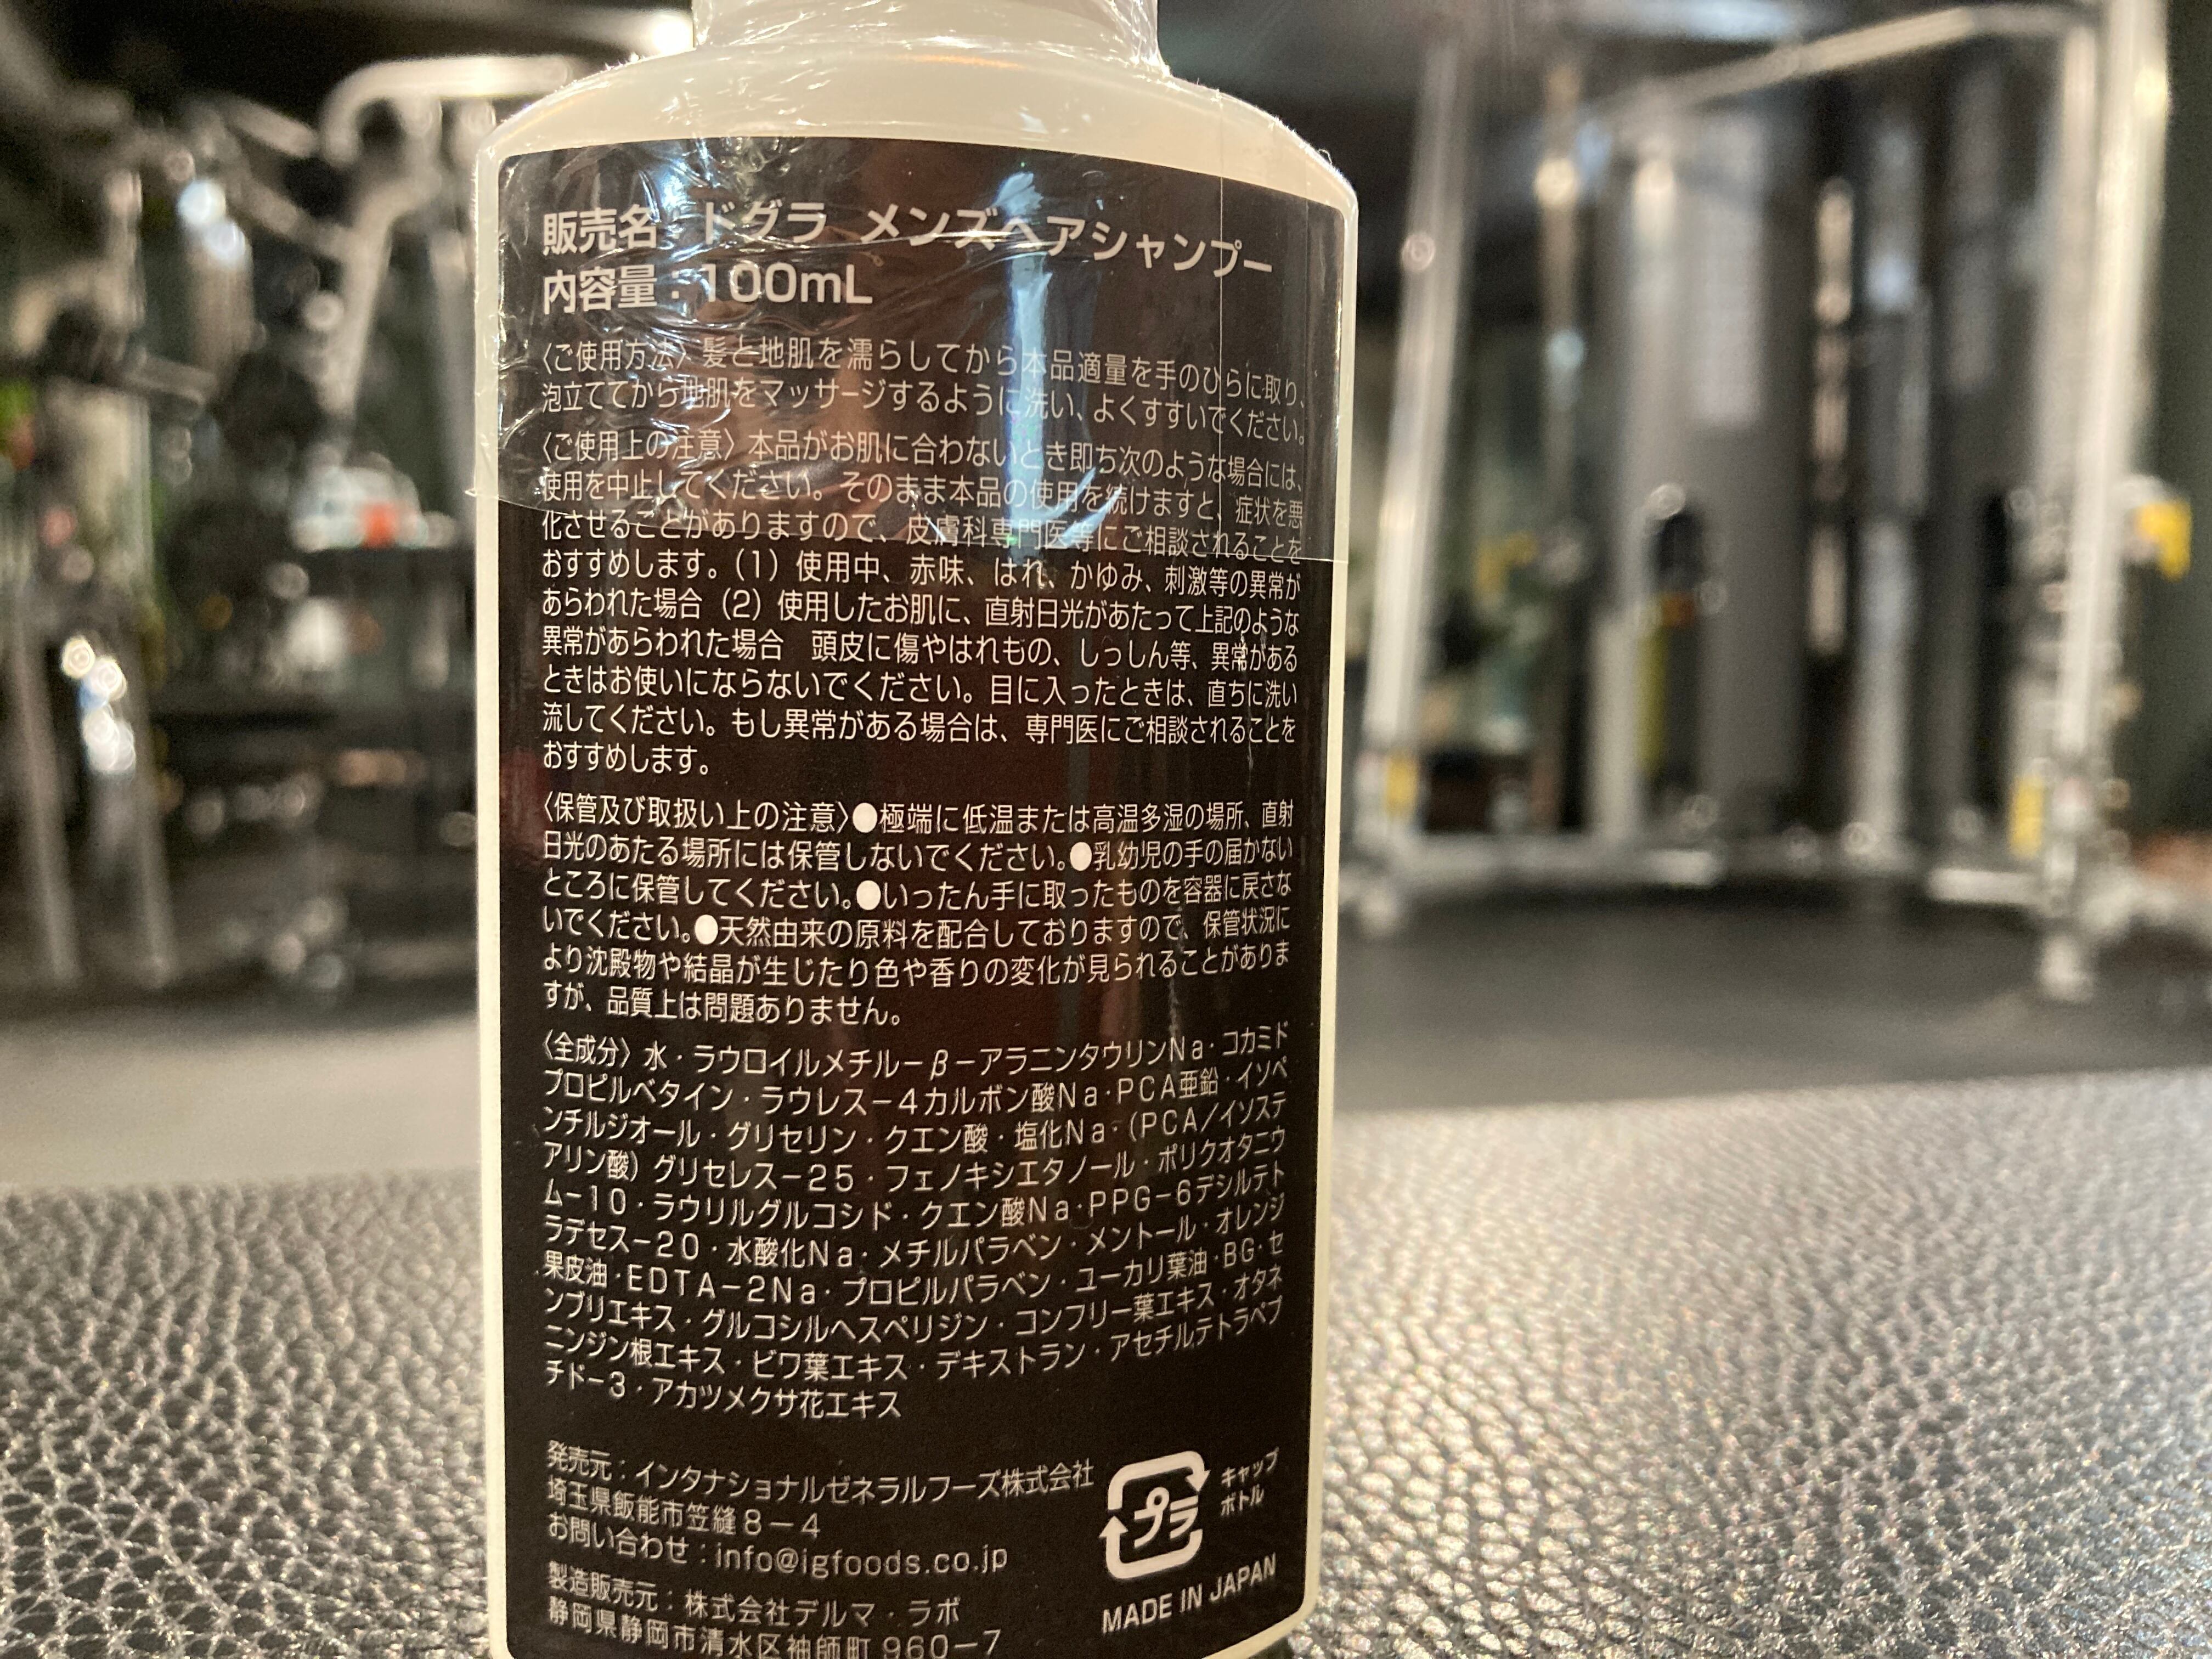 販売名：ドグラ メンズヘアシャンプー
内容量：100mL
〈ご使用方法〉髪と地肌を濡らしてから本品適量を手のひらに取り、
泡立ててから地肌をマッサージするように洗い、よくすすいでください。
〈ご使用上の注意〉本品がお肌に合わないとき即ち次のような場合には、
使用を中止してください。そのまま本品の使用を続けますと、症状を悪
化させることがありますので、皮膚科専門医等にご相談されることを
おすすめします。（1）使用中、赤味、はれ、かゆみ、刺激等の異常が
あらわれた場合（2）使用したお肌に、直射日光があたって上記のような
異常があらわれた場合　頭皮に傷やはれもの、しっしん等、異常がある
ときはお使いにならないでください。目に入ったときは、直ちに洗い
流してください。もし異常がある場合は、専門医にご相談されることを
おすすめします。
〈保管及び取扱い上の注意〉●極端に低温または高温多湿の場所、直射
日光のあたる場所には保管しないでください。●乳幼児の手の届かない
ところに保管してください。●いったん手に取ったものを容器に戻さな
いでください。●天然由来の原料を配合しておりますので、保管状況に
より沈殿物や結晶が生じたり色や香りの変化が見られることがありま
すが、品質上は問題ありません。
〈全成分〉水・ラウロイルメチル－β－アラニンタウリンNa・コカミド
プロピルベタイン・ラウレス－4カルボン酸Na・PCA亜鉛・イソペ
ンチルジオール・グリセリン・クエン酸・塩化Na・（PCA／イソステ
アリン酸）グリセレス－25・フェノキシエタノール・ポリクオタニウ
ム－10・ラウリルグルコシド・クエン酸Na・PPG－6デシルテト
ラデセス－20・水酸化Na・メチルパラベン・メントール・オレンジ
果皮油・EDTA－2Na・プロピルパラベン・ユーカリ葉油・BG・セ
ンブリエキス・グルコシルヘスペリジン・コンフリー葉エキス・オタネ
ニンジン根エキス・ビワ葉エキス・デキストラン・アセチルテトラペプ
チド－3・アカツメクサ花エキス
発売元：インタナショナルゼネラルフーズ株式会社
埼玉県飯能市笠縫８－４
お問い合わせ：info@igfoods.co.jp
製造販売元：株式会社デルマ・ラボ
静岡県静岡市清水区袖師町960－7
プラ
キャップ
ボトル
MADE IN JAPAN